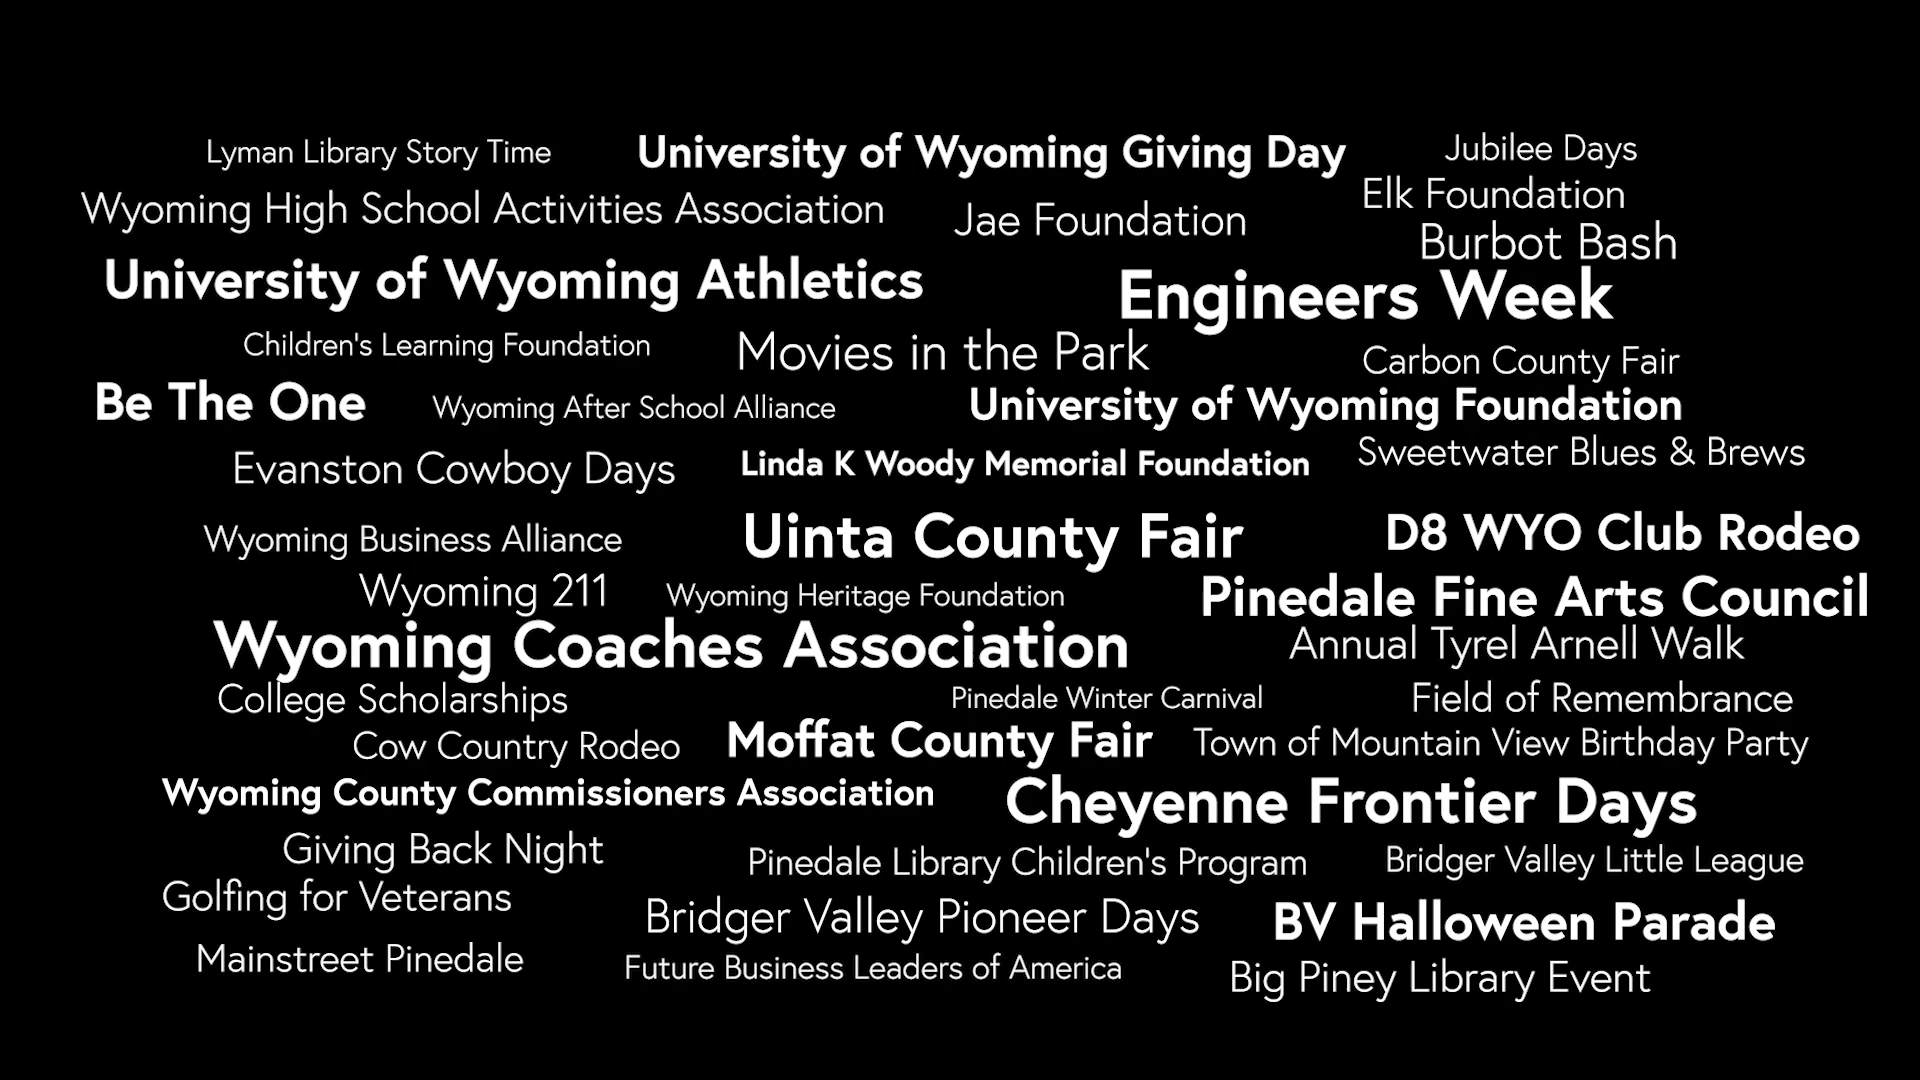 Lyman Library Story Time
University of Wyoming Giving Day
Jubilee Days
Wyoming High School Activities Association
Jae Foundation
Elk Foundation
Burbot Bash
University of Wyoming Athletics
Engineers Week
Children's Learning Foundation
Movies in the Park
Carbon County Fair
Be The One
Wyoming After School Alliance
University of Wyoming Foundation
Evanston Cowboy Days
Linda K Woody Memorial Foundation
Sweetwater Blues & Brews
Wyoming Business Alliance
Uinta County Fair
D8 WYO Club Rodeo
Wyoming 211
Wyoming Heritage Foundation
Pinedale Fine Arts Council
Wyoming Coaches Association
Annual Tyrel Arnell Walk
College Scholarships
Pinedale Winter Carnival
Field of Remembrance
Cow Country Rodeo
Moffat County Fair
Town of Mountain View Birthday Party
Wyoming County Commissioners Association
Cheyenne Frontier Days
Giving Back Night
Pinedale Library Children's Program
Bridger Valley Little League
Golfing for Veterans
Bridger Valley Pioneer Days
BV Halloween Parade
Mainstreet Pinedale
Future Business Leaders of America
Big Piney Library Event